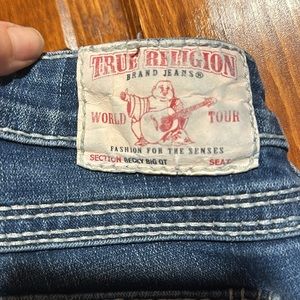 TRUE RELIGION
BRAND JEANS®
WORLD TOUR
FASHION FOR THE SENSES
SECTION BECKY BIG QT SEAT